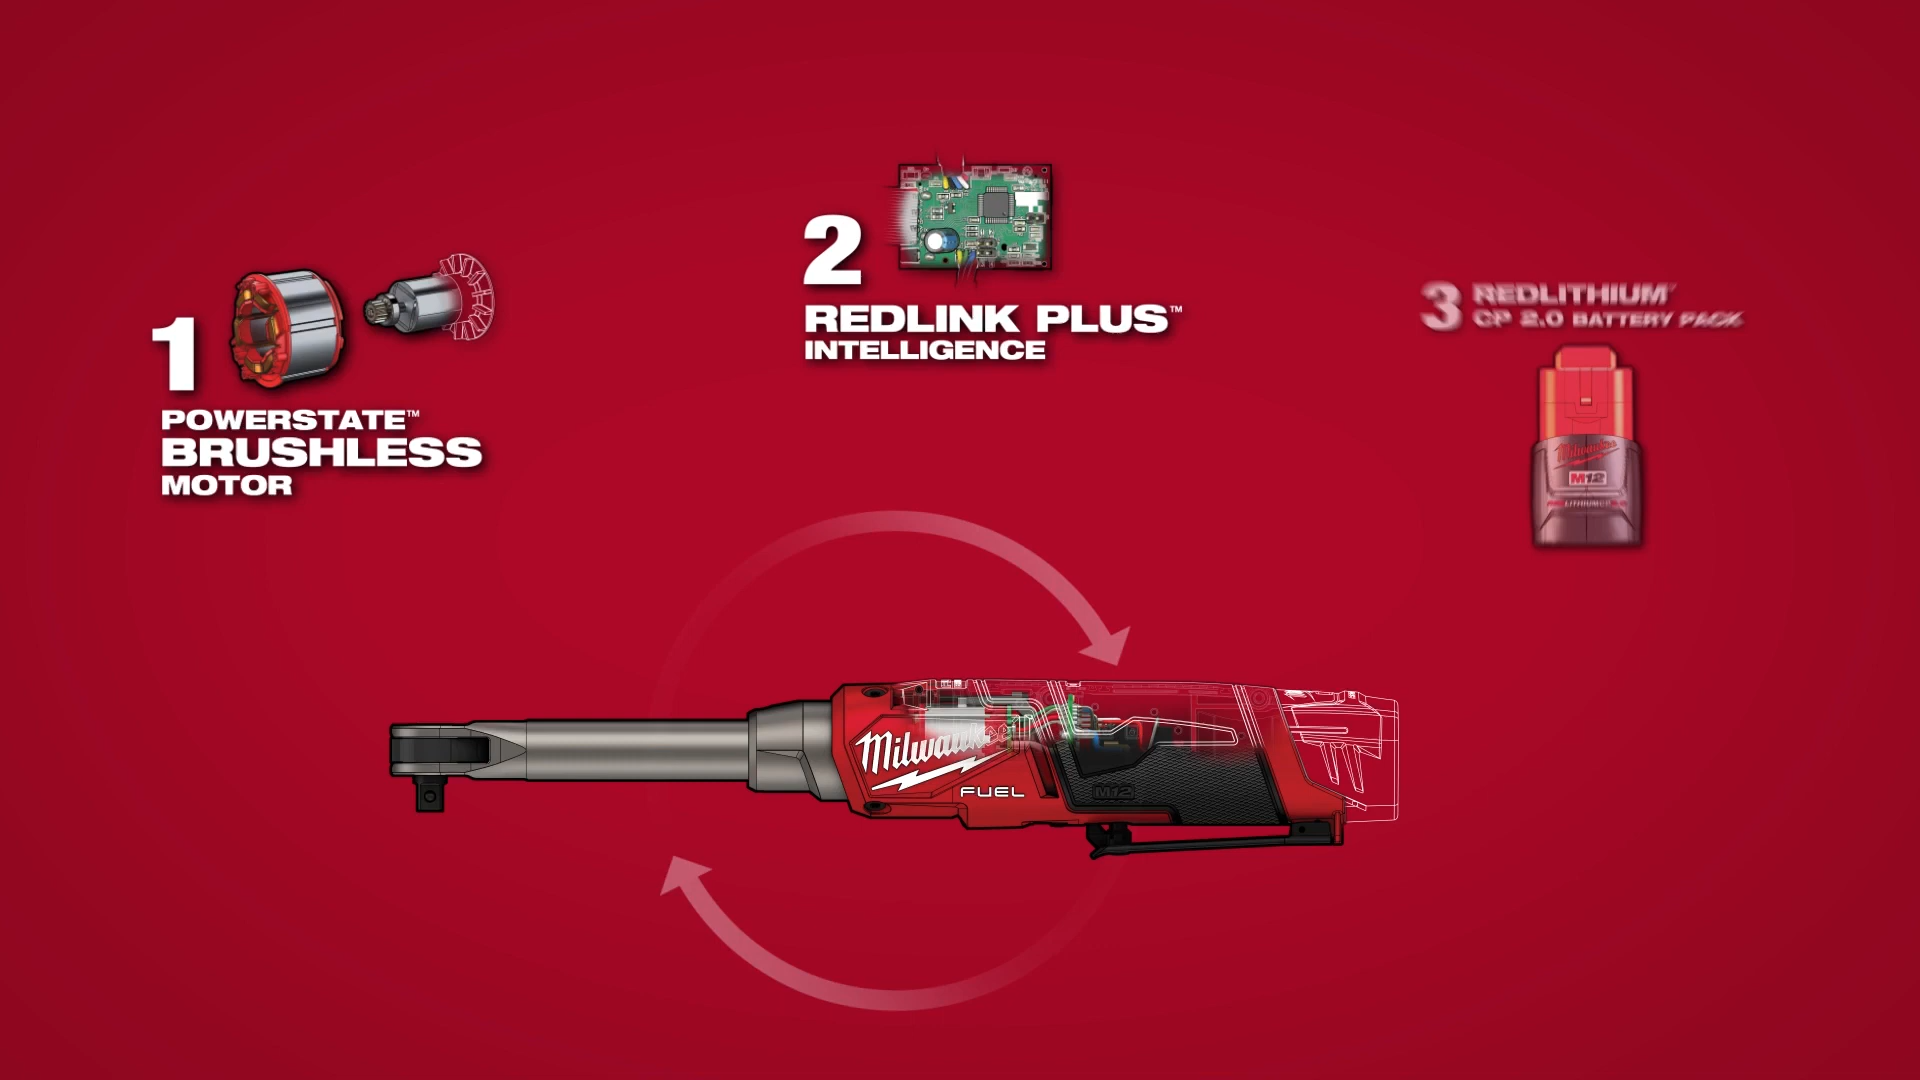 1
POWERSTATE™
BRUSHLESS
MOTOR
2
REDLINK PLUS™
INTELLIGENCE
3 REDLITHIUM™
CP 2.0 BATTERY PACK
Milwaukee
M12
Milwaukee
FUEL
M12